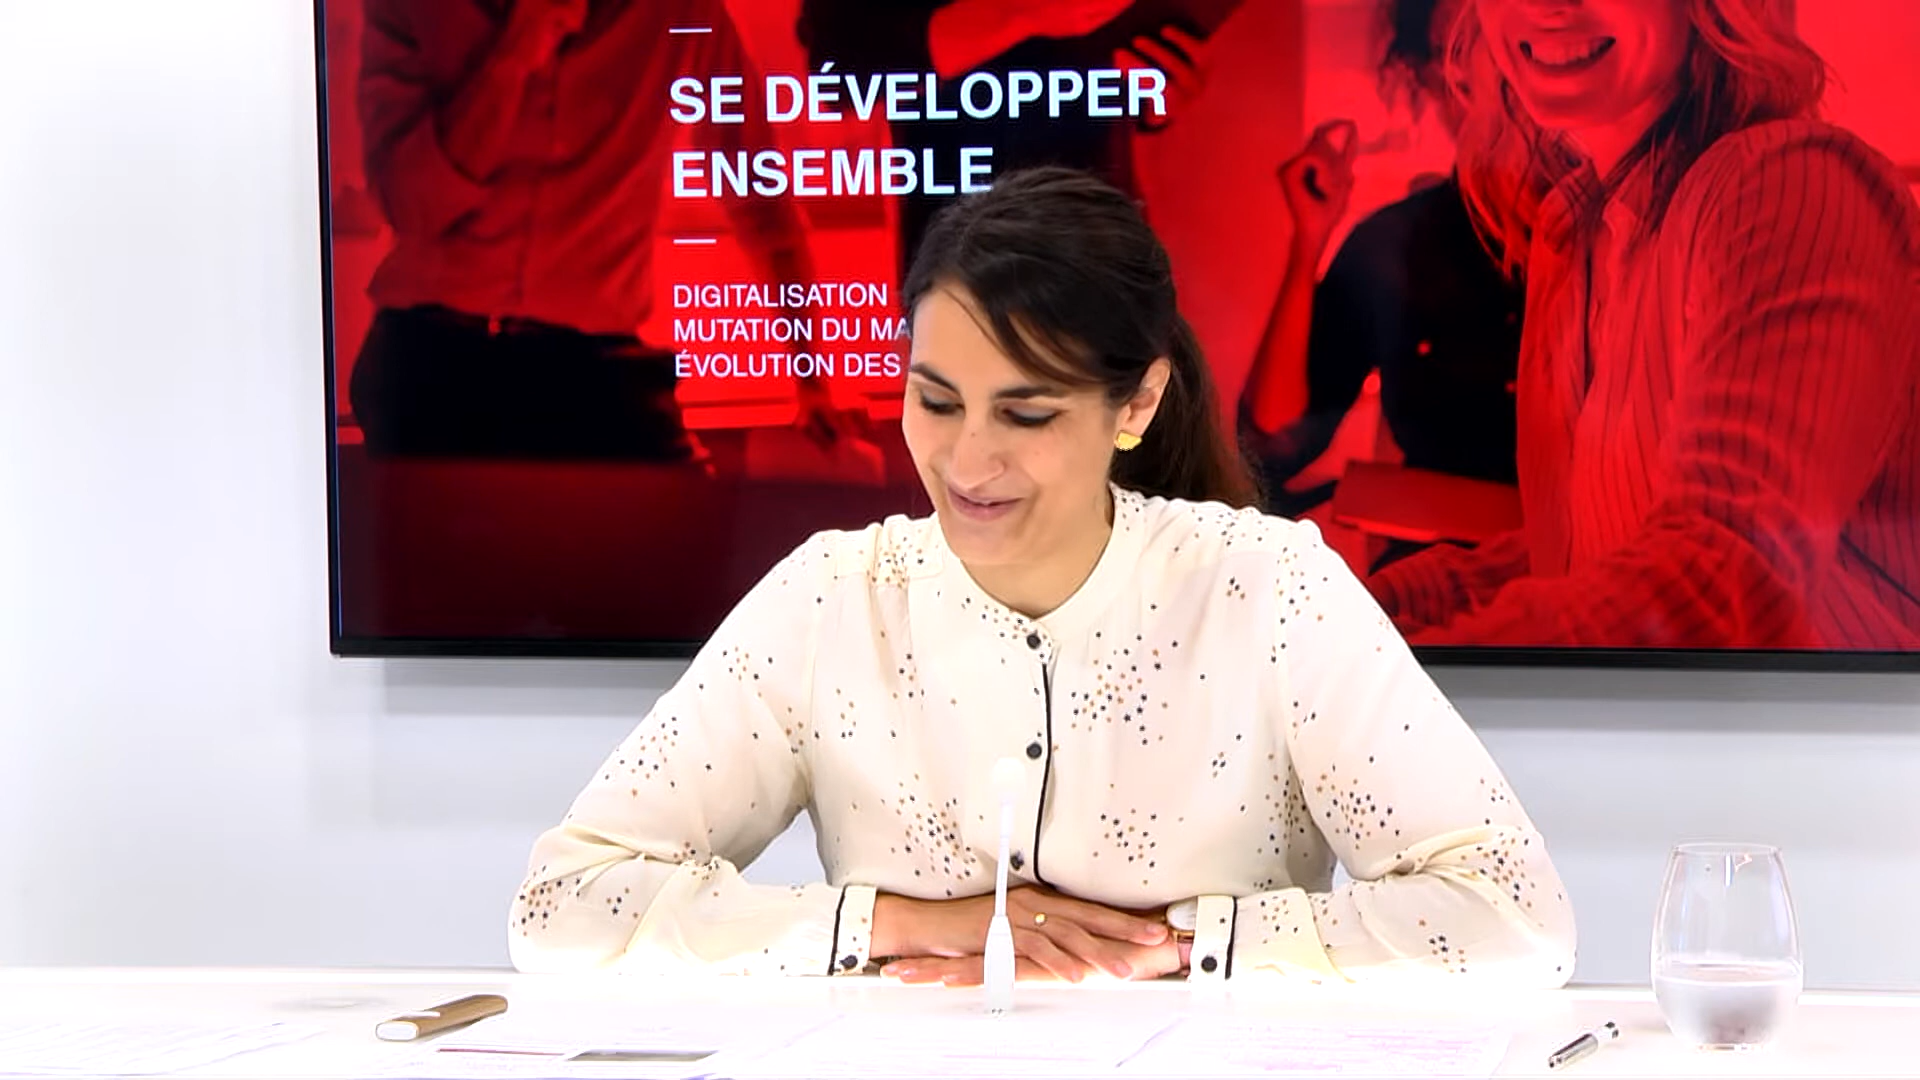 SE DÉVELOPPER
ENSEMBLE
DIGITALISATION
MUTATION DU
ÉVOLUTION DES